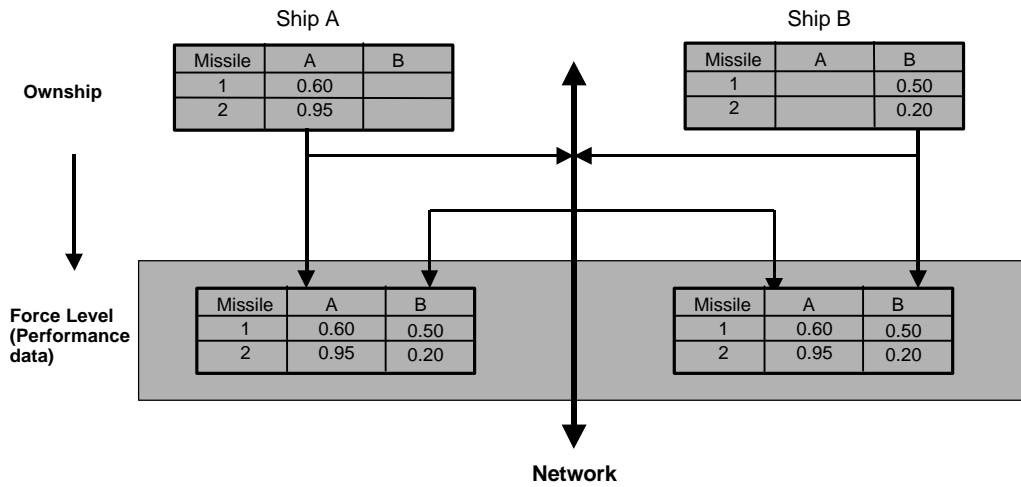 Ship A
Ship B
Ownship
Missile A B
1 0.60
2 0.95
Missile A B
1 0.50
2 0.20
Force Level
(Performance
data)
Missile A B
1 0.60 0.50
2 0.95 0.20
Missile A B
1 0.60 0.50
2 0.95 0.20
Network